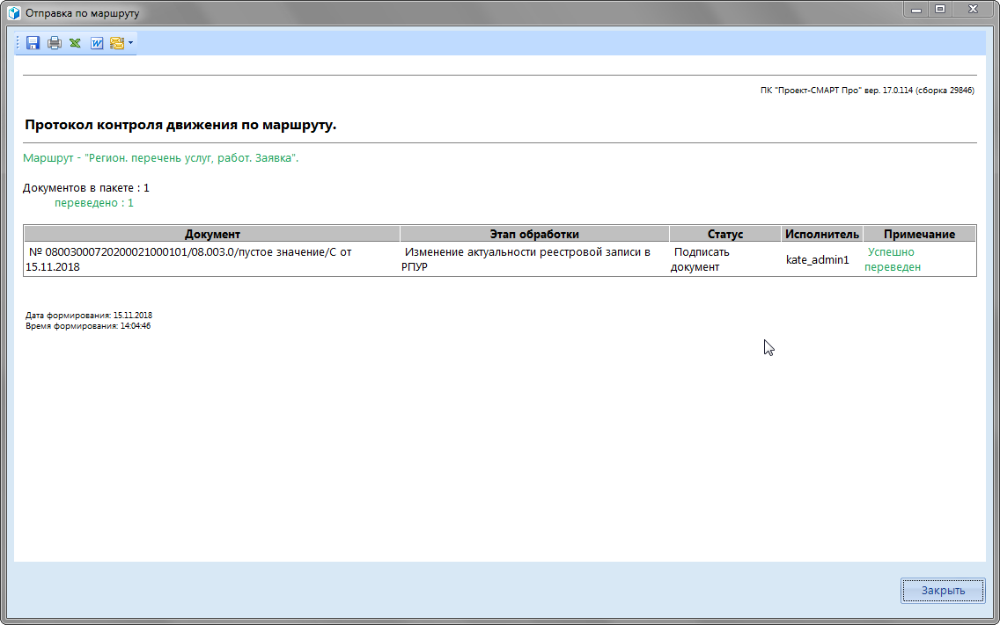 Отправка по маршруту
ПК "Проект-СМАРТ Про" вер. 17.0.114 (сборка 29846)
Протокол контроля движения по маршруту.
Маршрут - "Регион. перечень услуг, работ. Заявка".
Документов в пакете : 1
переведено : 1
Документ Этап обработки Статус Исполнитель Примечание
№ 08003000720200021000101/08.003.0/пустое значение/С от
15.11.2018
Изменение актуальности реестровой записи в
РПУР
Подписать
документ
kate_admin1
Успешно
переведен
Дата формирования: 15.11.2018
Время формирования: 14:04:46
Закрыть